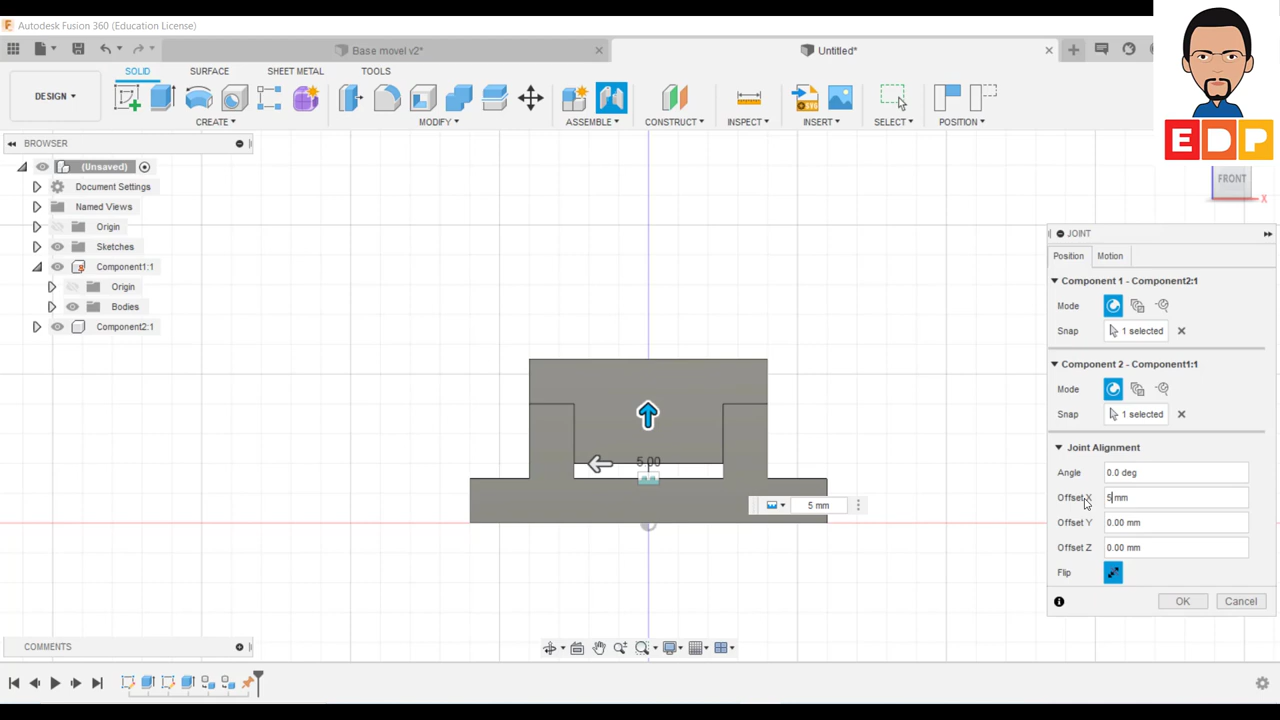 Autodesk Fusion 360 (Education License)
Base movel v2*
Untitled*
DESIGN
SOLID SURFACE SHEET METAL TOOLS
CREATE MODIFY ASSEMBLE CONSTRUCT INSPECT INSERT SELECT POSITION
EDP
BROWSER
(Unsaved)
Document Settings
Named Views
Origin
Sketches
Component1:1
Origin
Bodies
Component2:1
FRONT
X
JOINT
Position Motion
Component 1 - Component2:1
Mode
Snap 1 selected
Component 2 - Component1:1
Mode
Snap 1 selected
Joint Alignment
Angle 0.0 deg
Offset X 5 mm
Offset Y 0.00 mm
Offset Z 0.00 mm
Flip
OK Cancel
5.00
5 mm
COMMENTS